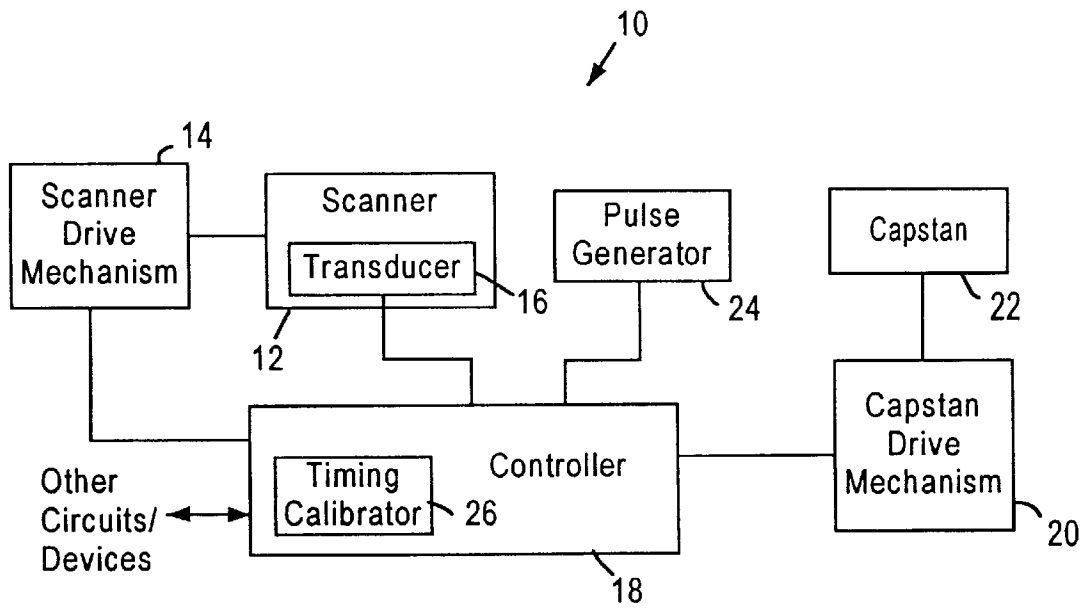 10
14
Scanner
Drive
Mechanism
Scanner
Transducer
16
12
Pulse
Generator
24
Capstan
22
Capstan
Drive
Mechanism
20
Controller
Timing
Calibrator
26
18
Other
Circuits/
Devices